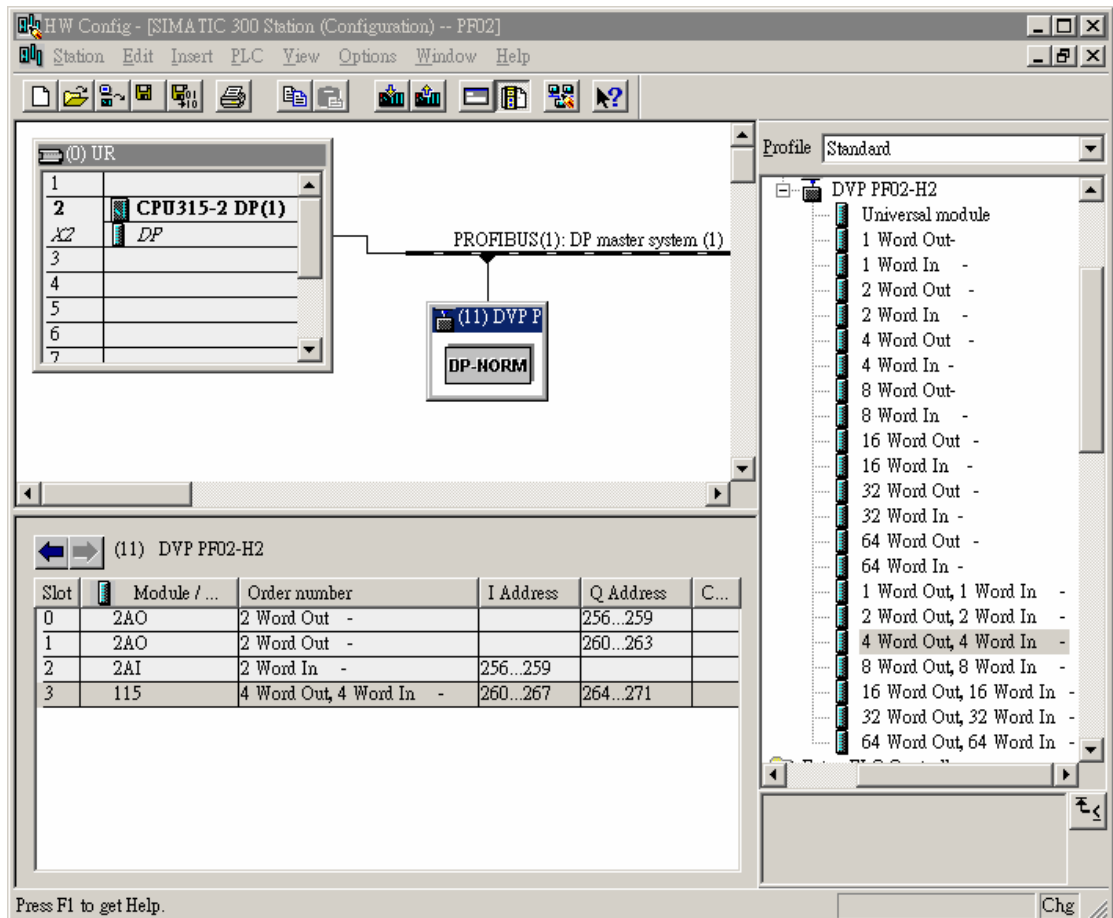 HW Config - [SIMATIC 300 Station (Configuration) -- PF02]
Station Edit Insert PLC View Options Window Help
(0) UR
1
2 CPU315-2 DP(1)
X2 DP
3
4
5
6
7
PROFIBUS(1): DP master system (1)
(11) DVP P
DP-NORM
Profile Standard
DVP PF02-H2
Universal module
1 Word Out-
1 Word In -
2 Word Out -
2 Word In -
4 Word Out -
4 Word In -
8 Word Out-
8 Word In -
16 Word Out -
16 Word In -
32 Word Out -
32 Word In -
64 Word Out -
64 Word In -
1 Word Out, 1 Word In -
2 Word Out, 2 Word In -
4 Word Out, 4 Word In -
8 Word Out, 8 Word In -
16 Word Out, 16 Word In -
32 Word Out, 32 Word In -
64 Word Out, 64 Word In -
(11) DVP PF02-H2
Slot Module / ... Order number I Address Q Address C...
0 2AO 2 Word Out - 256...259
1 2AO 2 Word Out - 260...263
2 2AI 2 Word In - 256...259
3 115 4 Word Out, 4 Word In - 260...267 264...271
Press F1 to get Help.
Chg